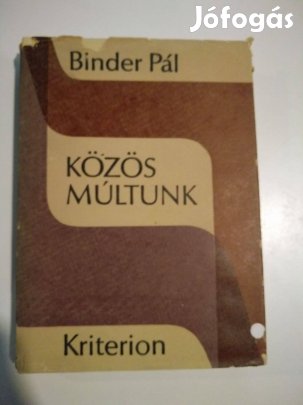 Jófogás
Binder Pál
KÖZÖS
MÚLTUNK
Kriterion